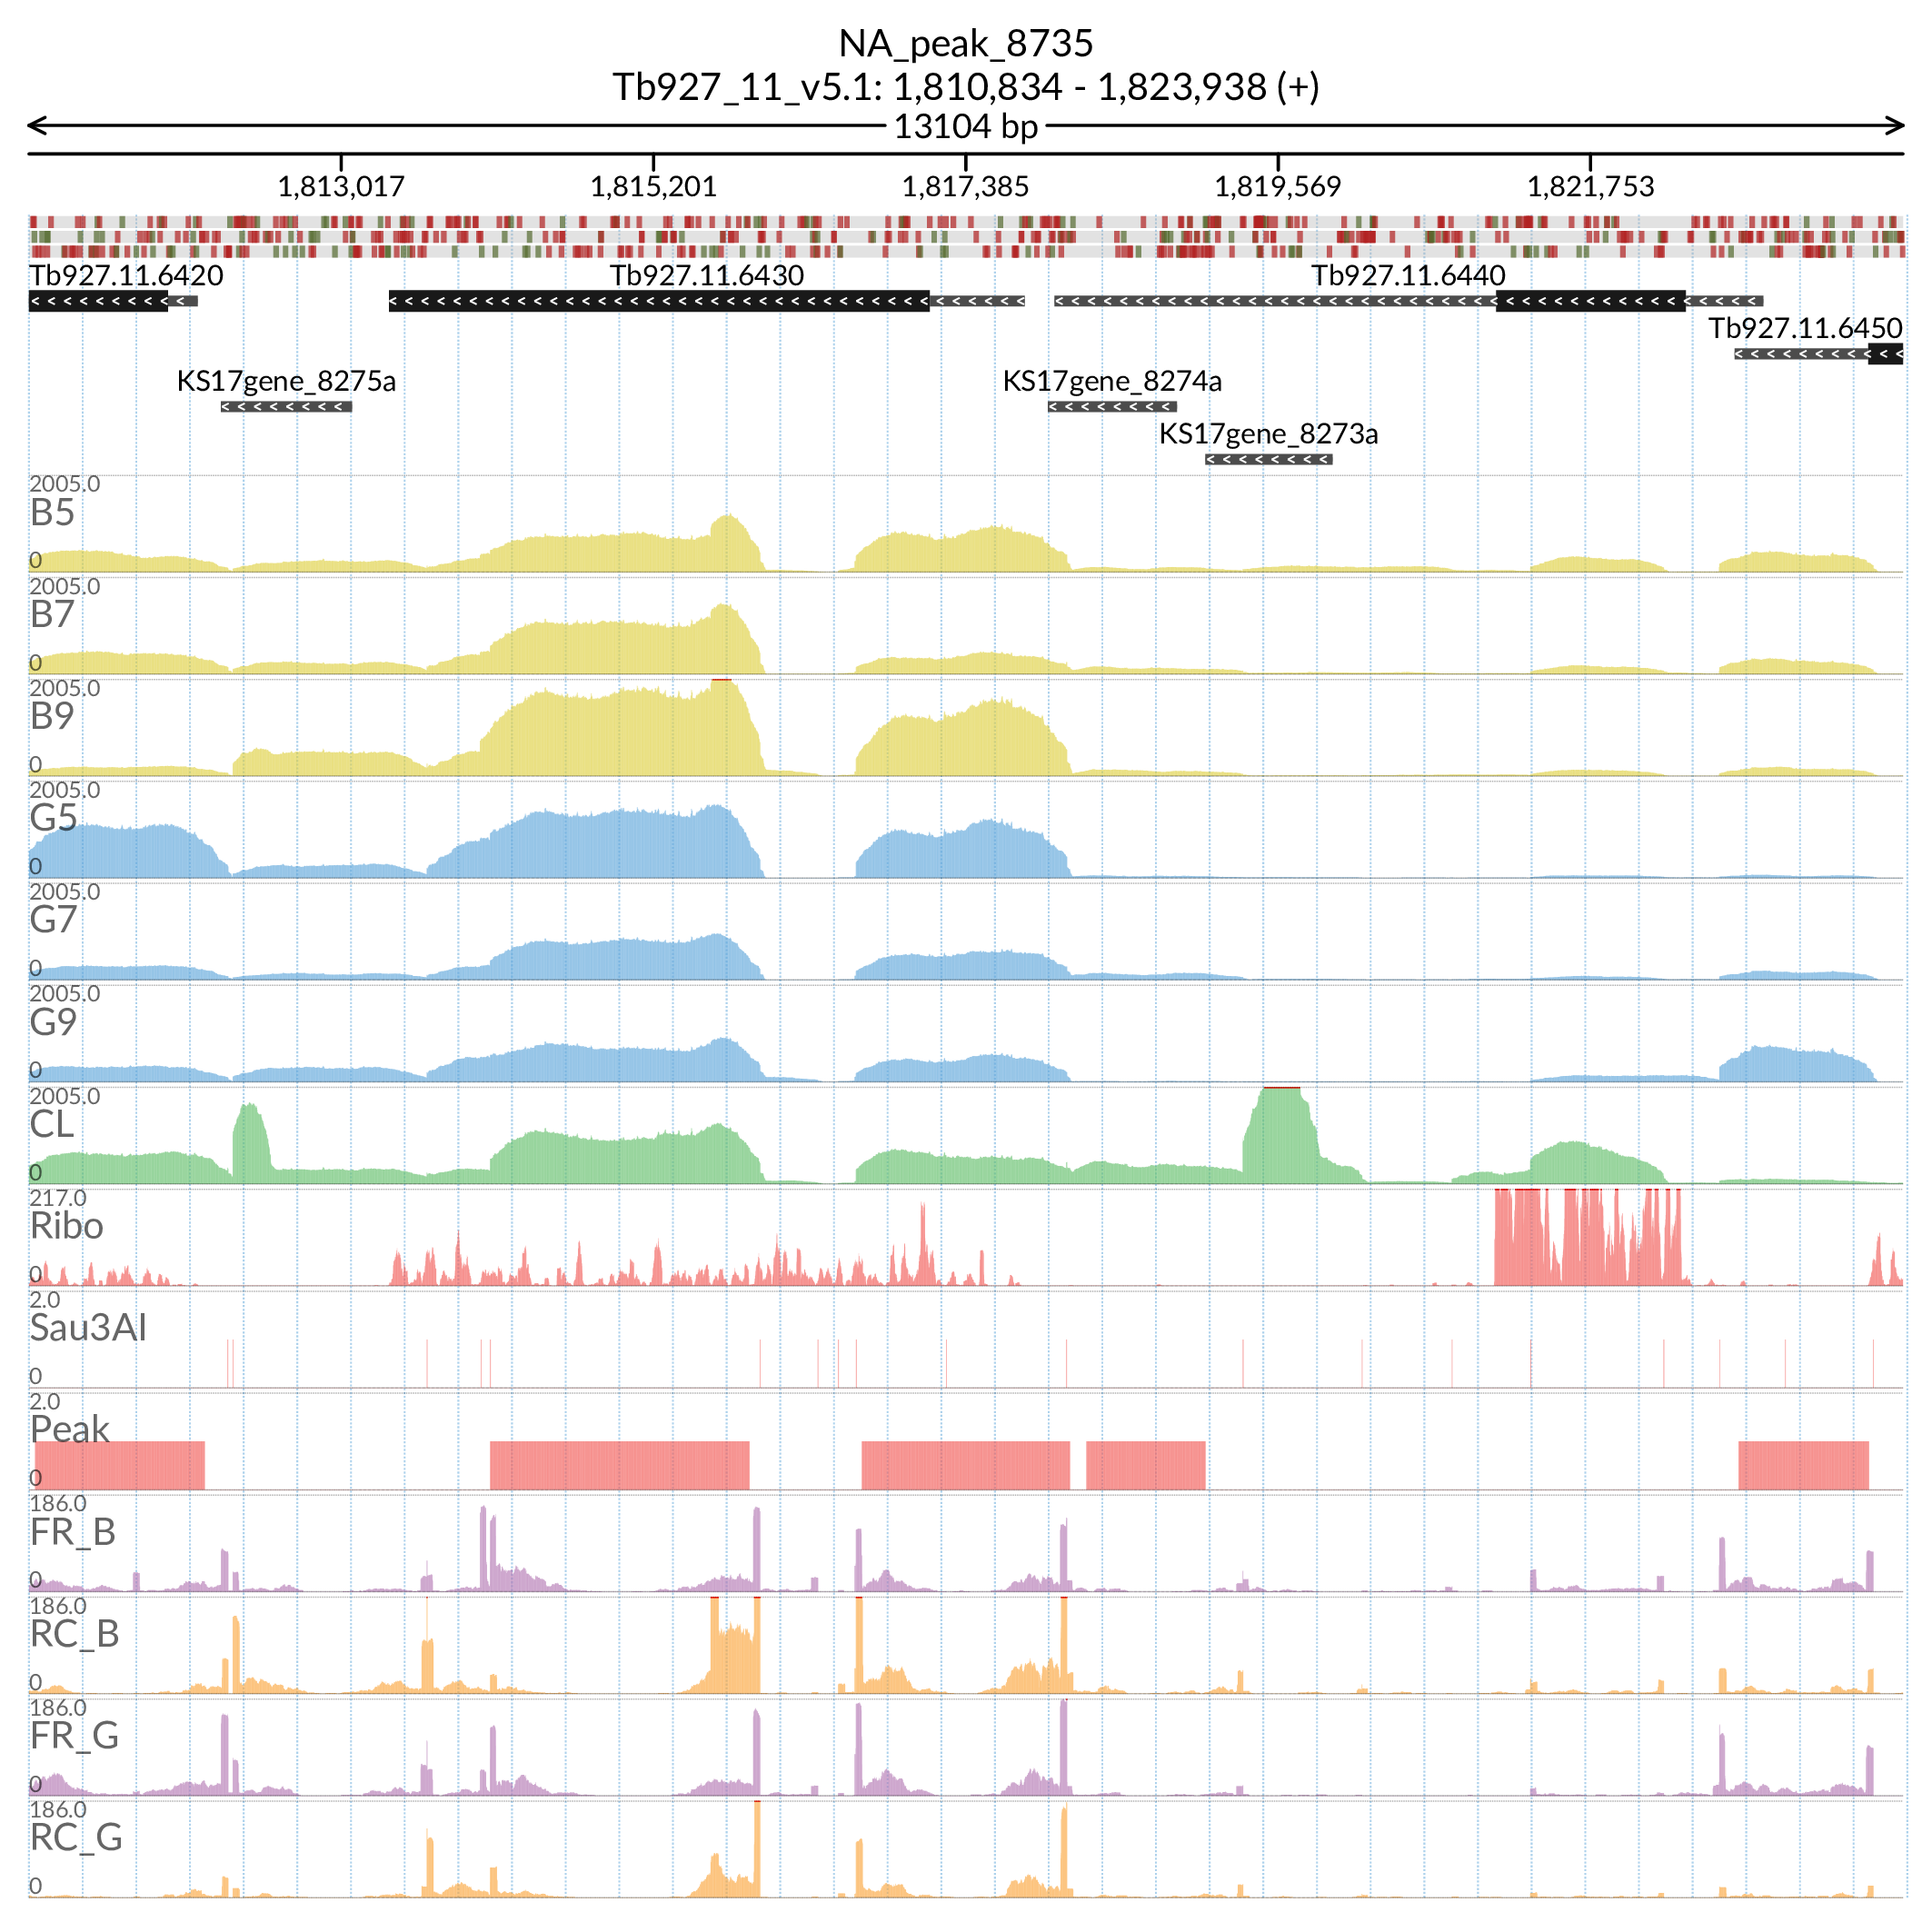 NA_peak_8735
Tb927_11_v5.1: 1,810,834 - 1,823,938 (+)
13104 bp
1,813,017 1,815,201 1,817,385 1,819,569 1,821,753
Tb927.11.6420 Tb927.11.6430 Tb927.11.6440
Tb927.11.6450
KS17gene_8275a KS17gene_8274a
KS17gene_8273a
2005.0
B5
0
2005.0
B7
0
2005.0
B9
0
2005.0
G5
0
2005.0
G7
0
2005.0
G9
0
2005.0
CL
0
217.0
Ribo
0
2.0
Sau3AI
0
2.0
Peak
0
186.0
FR_B
0
186.0
RC_B
0
186.0
FR_G
0
186.0
RC_G
0